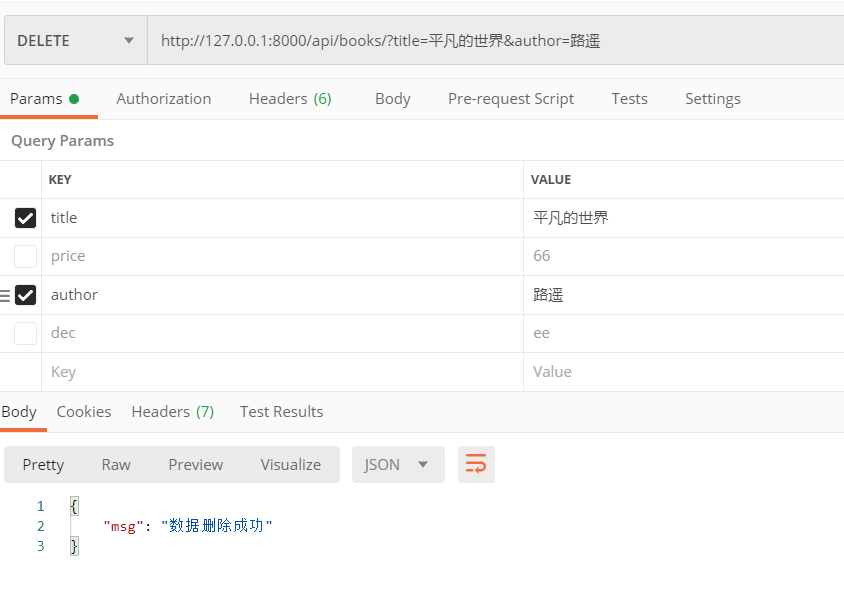 DELETE http://127.0.0.1:8000/api/books/?title=平凡的世界&author=路遥
Params Authorization Headers (6) Body Pre-request Script Tests Settings
Query Params
KEY VALUE
title 平凡的世界
price 66
author 路遥
dec ee
Key Value
Body Cookies Headers (7) Test Results
Pretty Raw Preview Visualize JSON
1 {
2 "msg": "数据删除成功"
3 }